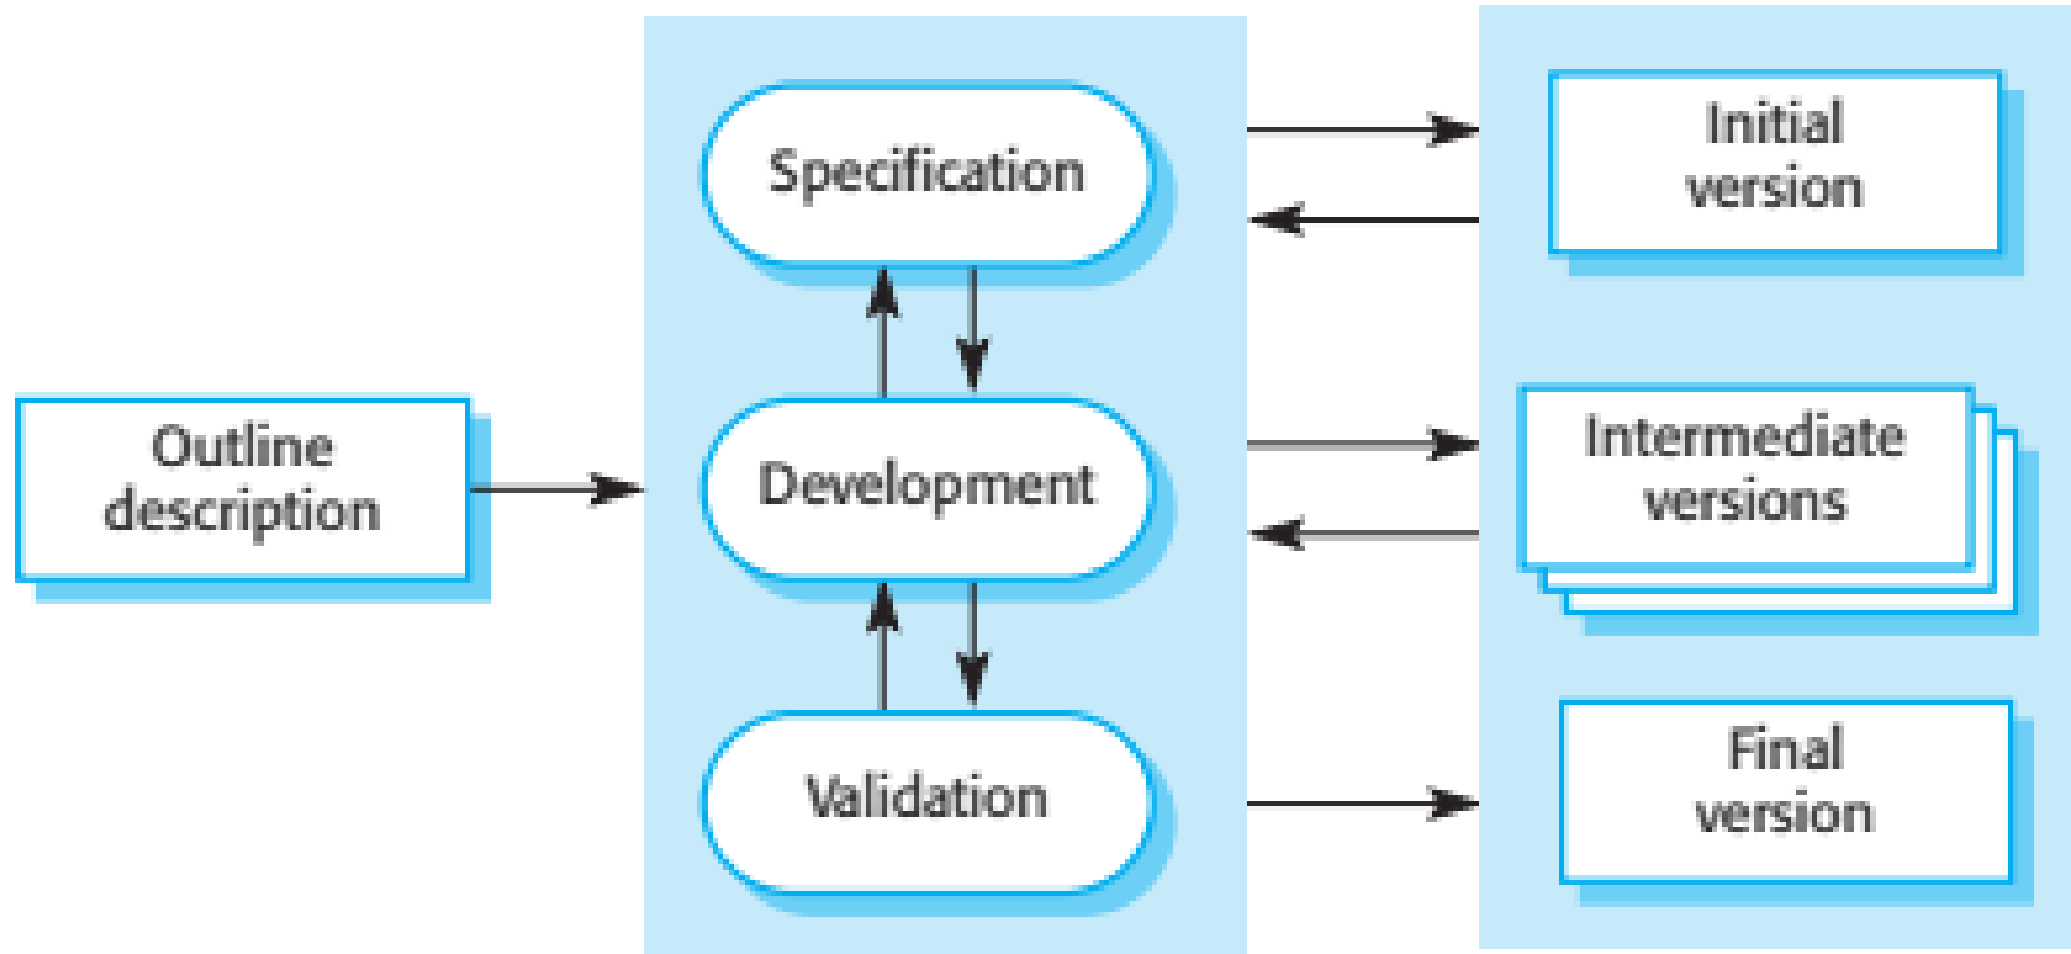 Outline
description
Specification
Development
Validation
Initial
version
Intermediate
versions
Final
version